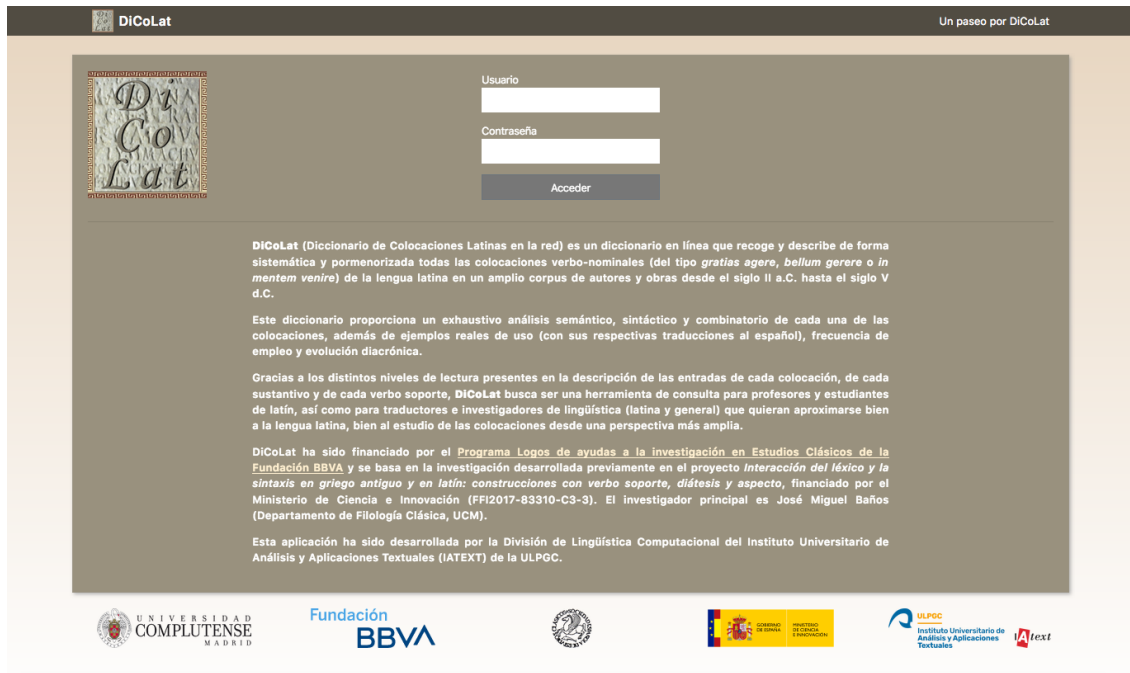 DiCoLat
Un paseo por DiCoLat
Di
Co
Lat
Usuario
Contraseña
Acceder
DiCoLat (Diccionario de Colocaciones Latinas en la red) es un diccionario en línea que recoge y describe de forma
sistemática y pormenorizada todas las colocaciones verbo-nominales (del tipo gratias agere, bellum gerere o in
mentem venire) de la lengua latina en un amplio corpus de autores y obras desde el siglo II a.C. hasta el siglo V
d.C.
Este diccionario proporciona un exhaustivo análisis semántico, sintáctico y combinatorio de cada una de las
colocaciones, además de ejemplos reales de uso (con sus respectivas traducciones al español), frecuencia de
empleo y evolución diacrónica.
Gracias a los distintos niveles de lectura presentes en la descripción de las entradas de cada colocación, de cada
sustantivo y de cada verbo soporte, DiCoLat busca ser una herramienta de consulta para profesores y estudiantes
de latín, así como para traductores e investigadores de lingüística (latina y general) que quieran aproximarse bien
a la lengua latina, bien al estudio de las colocaciones desde una perspectiva más amplia.
DiCoLat ha sido financiado por el Programa Logos de ayudas a la investigación en Estudios Clásicos de la
Fundación BBVA y se basa en la investigación desarrollada previamente en el proyecto Interacción del léxico y la
sintaxis en griego antiguo y en latín: construcciones con verbo soporte, diátesis y aspecto, financiado por el
Ministerio de Ciencia e Innovación (FFI2017-83310-C3-3). El investigador principal es José Miguel Baños
(Departamento de Filología Clásica, UCM).
Esta aplicación ha sido desarrollada por la División de Lingüística Computacional del Instituto Universitario de
Análisis y Aplicaciones Textuales (IATEXT) de la ULPGC.
UNIVERSIDAD
COMPLUTENSE
MADRID
Fundación
BBVA
GOBIERNO
DE ESPAÑA
MINISTERIO
DE CIENCIA
E INNOVACIÓN
ULPGC
Instituto Universitario de
Análisis y Aplicaciones
Textuales
iAtext